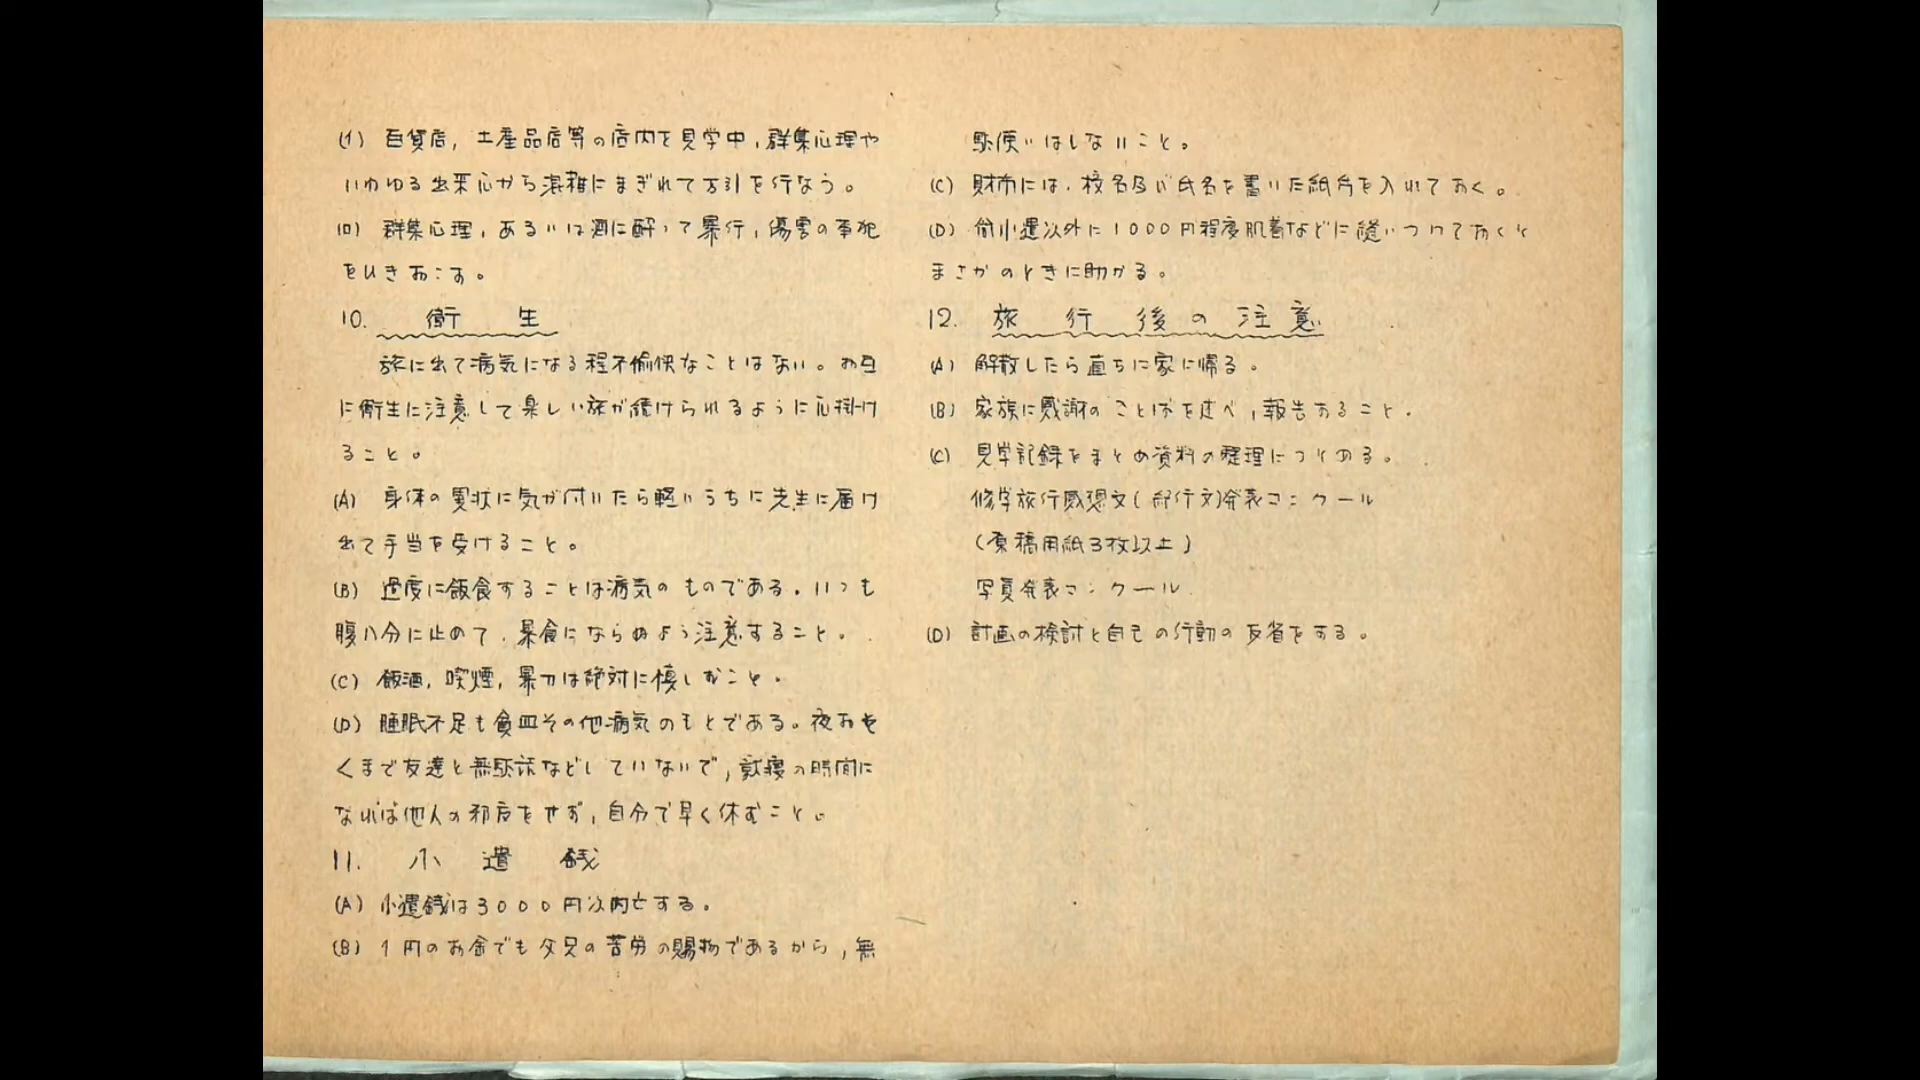 (イ) 百貨店, 土産品店等の店内を見学中, 群集心理や
いわゆる出来心から混雑にまぎれて万引を行なう。
(ロ) 群集心理, あるいは酒に酔って暴行, 傷害の事犯
をひきおこす。
10. 衛生
旅に出て病気になる程不愉快なことはない。お互
に衛生に注意して楽しい旅が続けられるように心掛け
ること。
(A) 身体の異状に気が付いたら軽いうちに先生に届け
出て手当を受けること。
(B) 過度に飯食することは病気のものである。いつも
腹八分に止めて, 暴食にならぬよう注意すること。
(C) 飯酒, 喫煙, 暴力は絶対に慎しむこと。
(D) 睡眠不足も貧血その他病気のもとである。夜おそ
くまで友達と無駄話などしていないで, 就寝の時間に
なれば他人の邪广をせず, 自分で早く休むこと。
11. 小遣銭
(A) 小遣銭は3000円以内とする。
(B) 1円のお金でも父兄の苦労の賜物であるから, 無
駄使いはしないこと。
(C) 財布には, 校名及び氏名を書いた紙片を入れておく。
(D) 尚小遣以外に1000円程度肌着などに縫いつけておくと
まさかのときに助かる。
12. 旅行後の注意
(A) 解散したら直ちに家に帰る。
(B) 家族に感謝のことばを述べ, 報告すること。
(C) 見学記録をまとめ資料の整理につとめる。
修学旅行感想文(紀行文)発表コンクール
(原稿用紙3枚以上)
写真発表コンクール
(D) 計画の検討と自己の行動の反省をする。